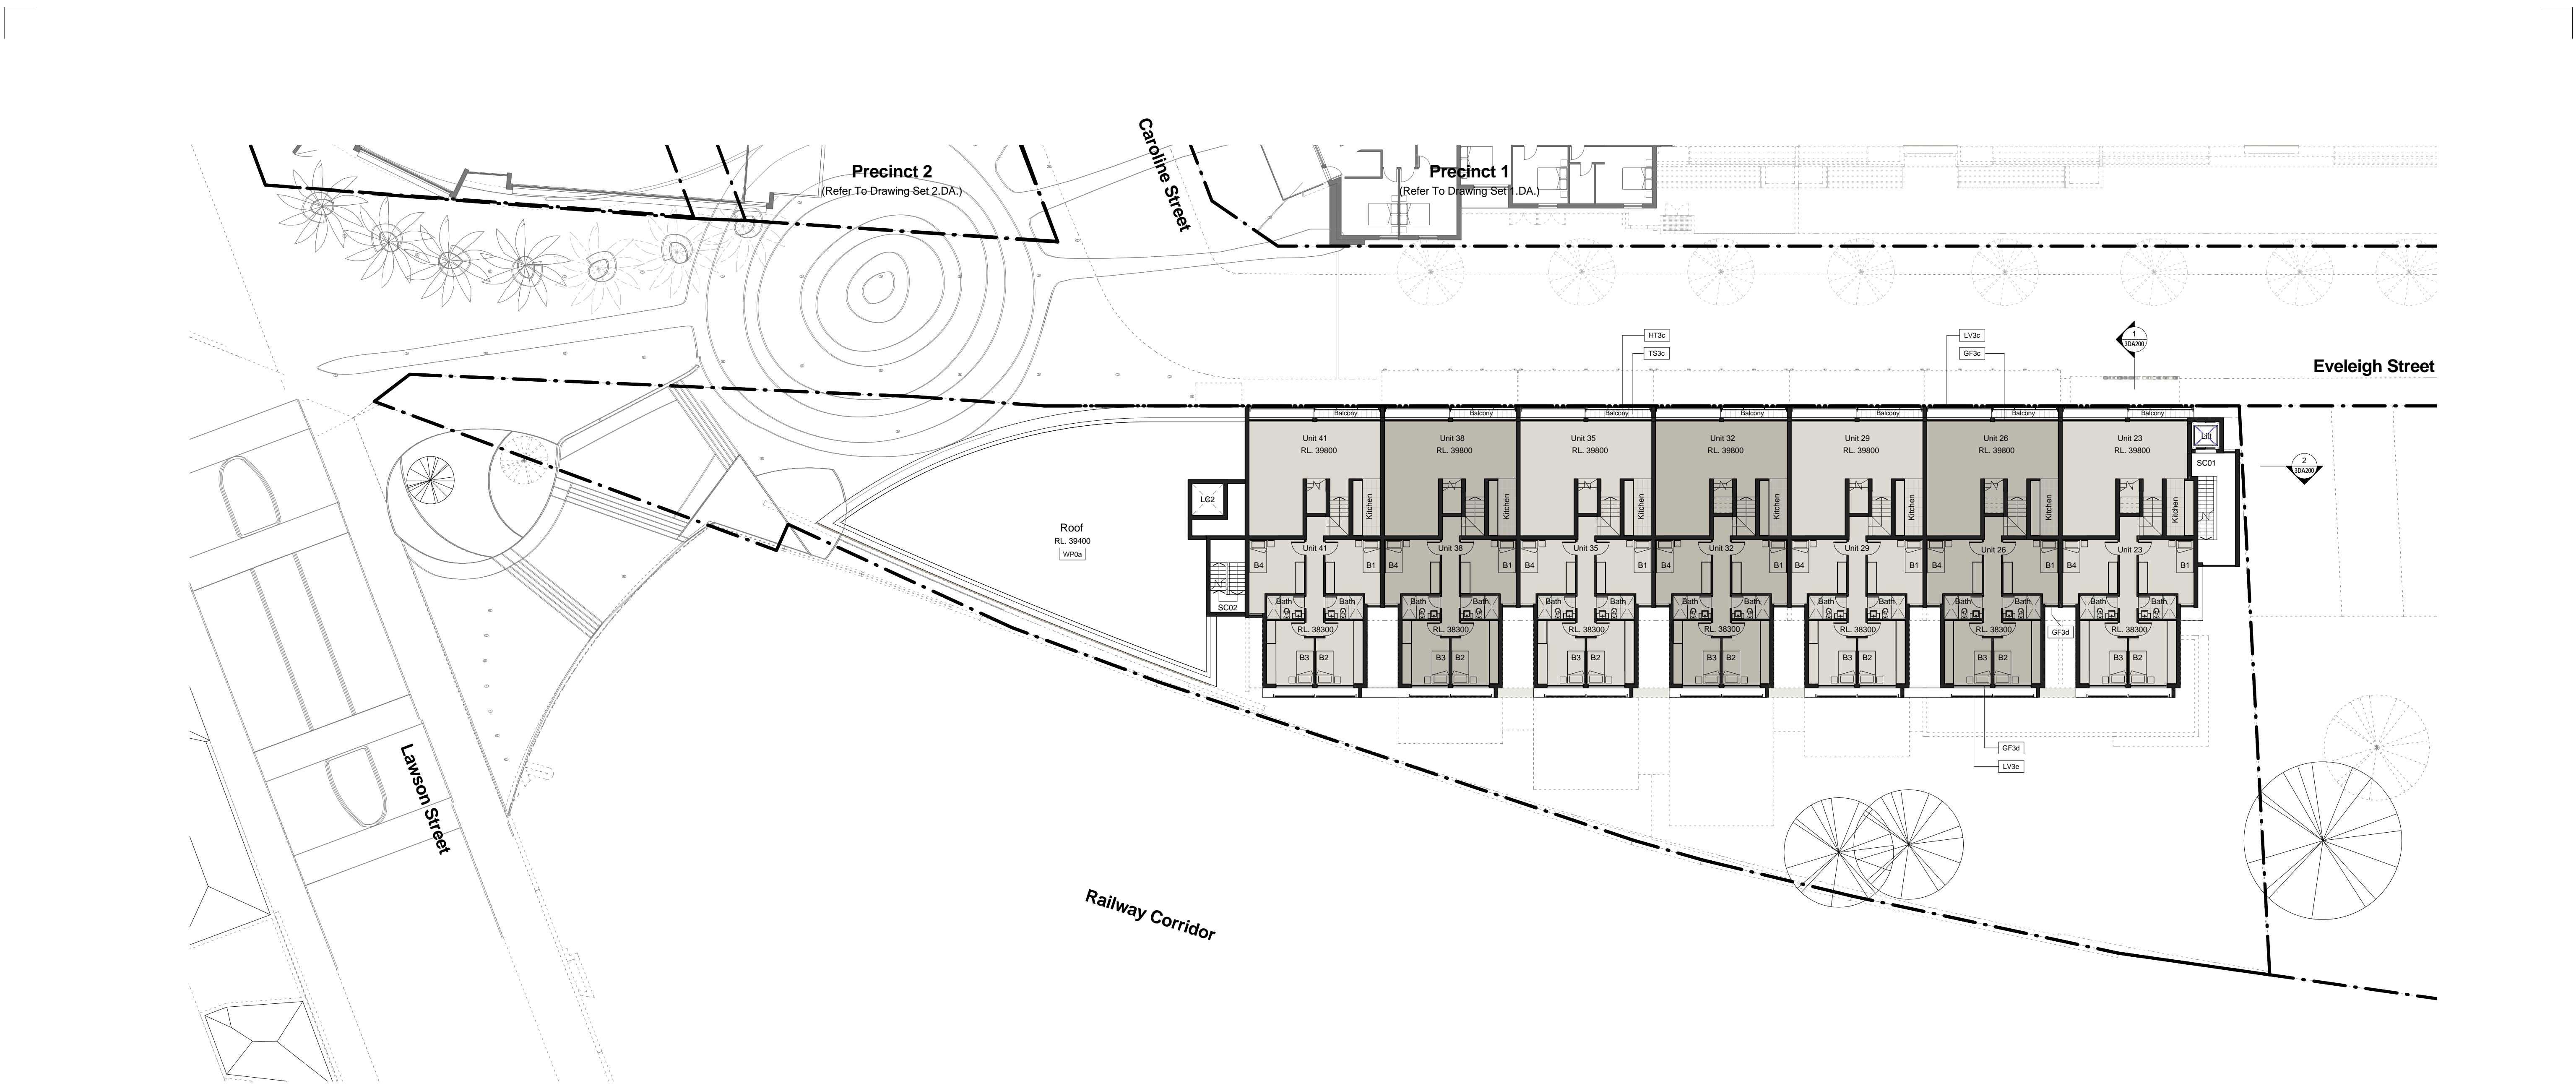 Caroline Street
Precinct 2
(Refer To Drawing Set 2.DA.)
Precinct 1
(Refer To Drawing Set 1.DA.)
HT3c
TS3c
LV3c
GF3c
1
3DA200
Eveleigh Street
Balcony
Balcony
Balcony
Balcony
Balcony
Balcony
Balcony
Unit 41
RL. 39800
Unit 38
RL. 39800
Unit 35
RL. 39800
Unit 32
RL. 39800
Unit 29
RL. 39800
Unit 26
RL. 39800
Unit 23
RL. 39800
Lift
SC01
2
3DA200
LC2
Kitchen
Kitchen
Kitchen
Kitchen
Kitchen
Kitchen
Kitchen
Roof
RL. 39400
WP0a
Unit 41
Unit 38
Unit 35
Unit 32
Unit 29
Unit 26
Unit 23
B4
B1
B4
B1
B4
B1
B4
B1
B4
B1
B4
B1
B4
B1
SC02
Bath
Bath
Bath
Bath
Bath
Bath
Bath
Bath
Bath
Bath
Bath
Bath
Bath
Bath
RL. 38300
RL. 38300
RL. 38300
RL. 38300
RL. 38300
RL. 38300
GF3d
RL. 38300
B3
B2
B3
B2
B3
B2
B3
B2
B3
B2
B3
B2
B3
B2
GF3d
LV3e
Lawson Street
Railway Corridor